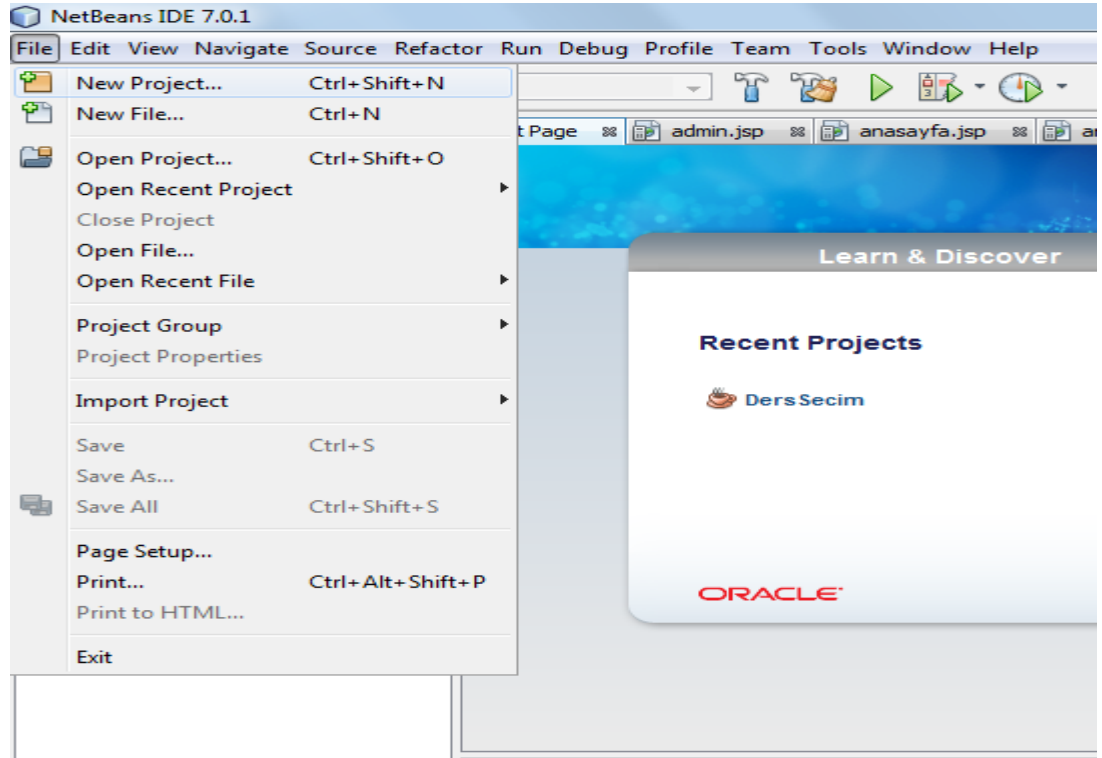 NetBeans IDE 7.0.1
File Edit View Navigate Source Refactor Run Debug Profile Team Tools Window Help
New Project... Ctrl+Shift+N
New File... Ctrl+N
Open Project... Ctrl+Shift+O
Open Recent Project
Close Project
Open File...
Open Recent File
Project Group
Project Properties
Import Project
Save Ctrl+S
Save As...
Save All Ctrl+Shift+S
Page Setup...
Print... Ctrl+Alt+Shift+P
Print to HTML...
Exit
t Page admin.jsp anasayfa.jsp
Learn & Discover
Recent Projects
DersSecim
ORACLE